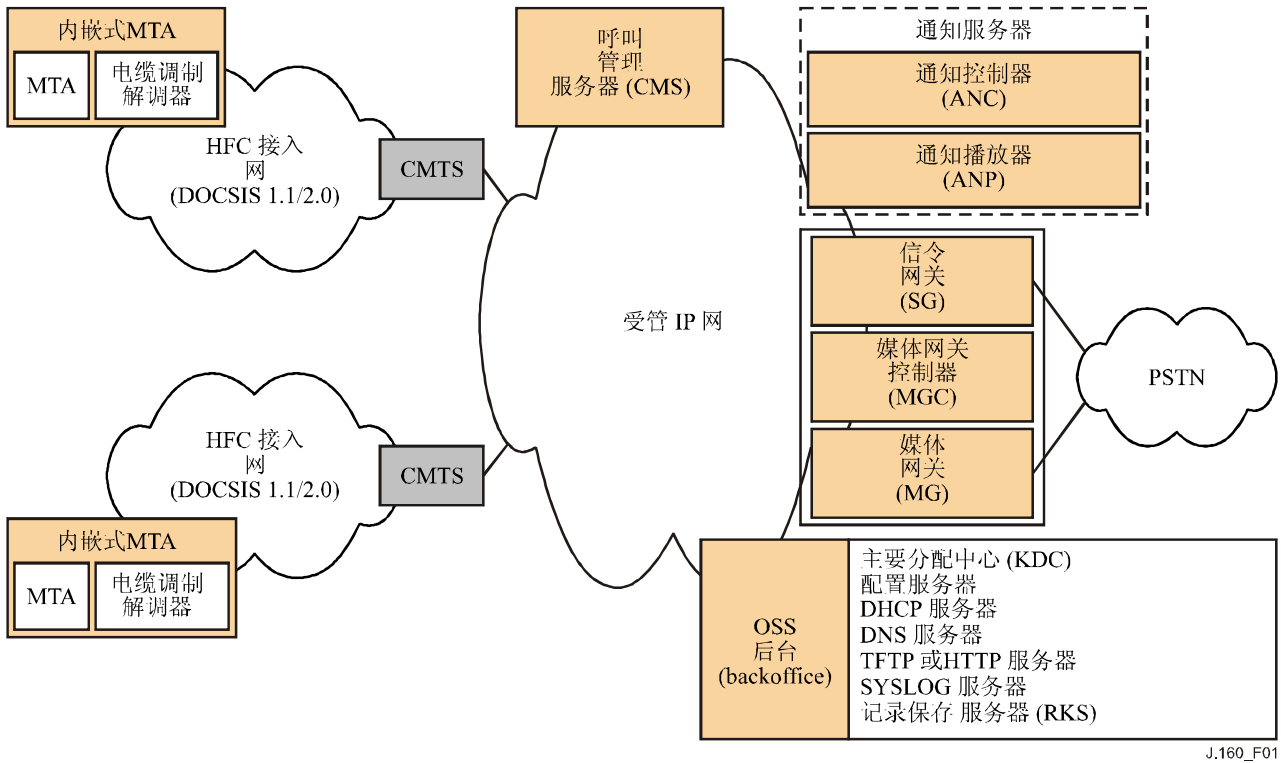 内嵌式MTA
MTA
电缆调制
解调器
HFC 接入
网
(DOCSIS 1.1/2.0)
CMTS
呼叫
管理
服务器 (CMS)
通知服务器
通知控制器
(ANC)
通知播放器
(ANP)
受管 IP 网
信令
网关
(SG)
媒体网关
控制器
(MGC)
媒体
网关
(MG)
PSTN
HFC 接入
网
(DOCSIS 1.1/2.0)
CMTS
内嵌式MTA
MTA
电缆调制
解调器
OSS
后台
(backoffice)
主要分配中心 (KDC)
配置服务器
DHCP 服务器
DNS 服务器
TFTP 或HTTP 服务器
SYSLOG 服务器
记录保存 服务器 (RKS)
J.160_F01